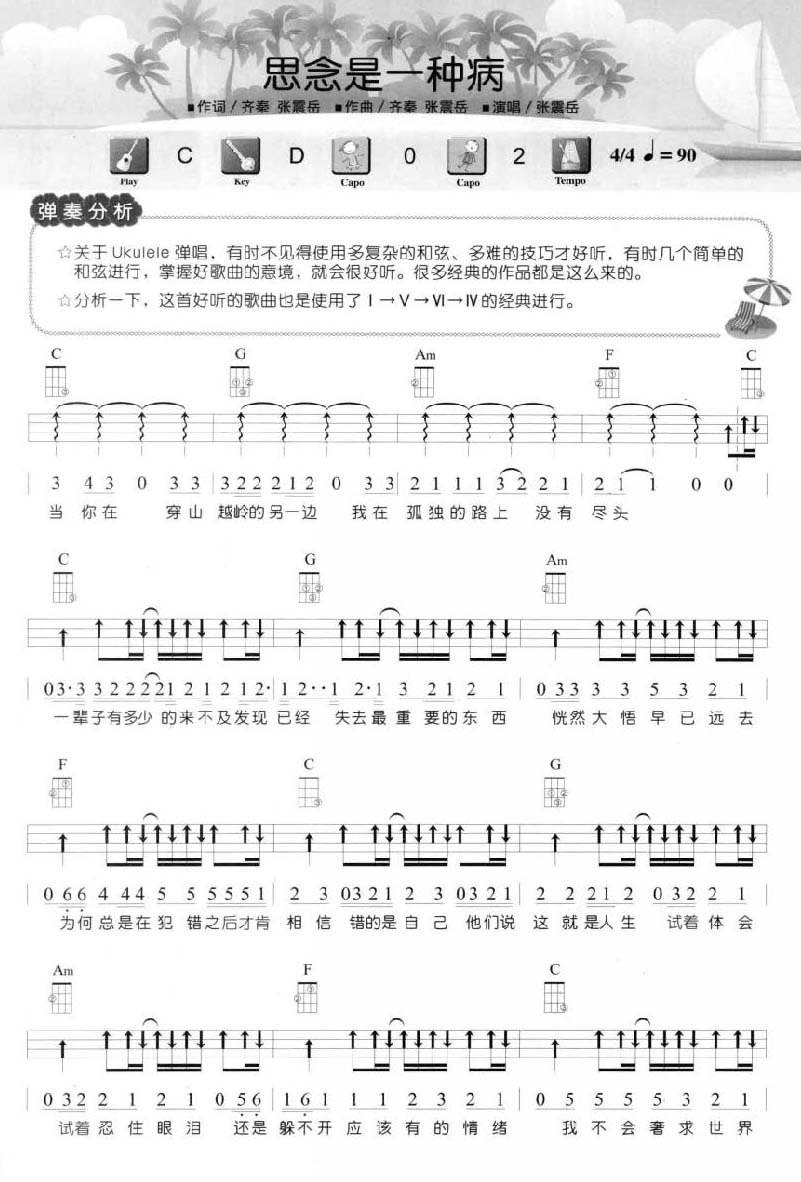 思念是一种病
■作词/齐秦 张震岳 ■作曲/齐秦 张震岳 ■演唱/张震岳
C D 0 2 4/4 ♩=90
Play Key Capo Capo Tempo
弹奏分析
☆关于Ukulele弹唱，有时不见得使用多复杂的和弦、多难的技巧才好听，有时几个简单的
和弦进行，掌握好歌曲的意境，就会很好听。很多经典的作品都是这么来的。
☆分析一下，这首好听的歌曲也是使用了Ⅰ→Ⅴ→Ⅵ→Ⅳ的经典进行。
C G Am F C
3 4 3 0 3 3 | 3 2 2 2 1 2 0 3 3 | 2 1 1 1 3 2 2 1 | 2 1 1 0 0
当 你 在 穿 山 越岭的另一边 我 在 孤 独 的 路 上 没 有 尽 头
C G Am
0 3· 3 3 2 2 2 2 1 2 1 2 1 2· | 1 2·· 1 2· 1 3 2 1 2 1 | 0 3 3 3 3 5 3 2 1
一辈子有多少的来不及发现已经 失去最重要的东西 恍然大悟早已远去
F C G
0 6 6 4 4 4 5 5 5 5 5 1 | 2 3 0 3 2 1 2 3 0 3 2 1 | 2 2 2 1 2 0 3 2 2 1
为何总是在犯错之后才肯 相信 错的是自己 他们说 这就是人生 试着体会
Am F C
0 3 2 2 1 2 1 0 5 6 | 1 6 1 1 2 1 2 3 2 1 | 0 5 5 5 5 3 2 1
试着忍住眼泪 还是 躲不开应该有的情绪 我不会奢求世界